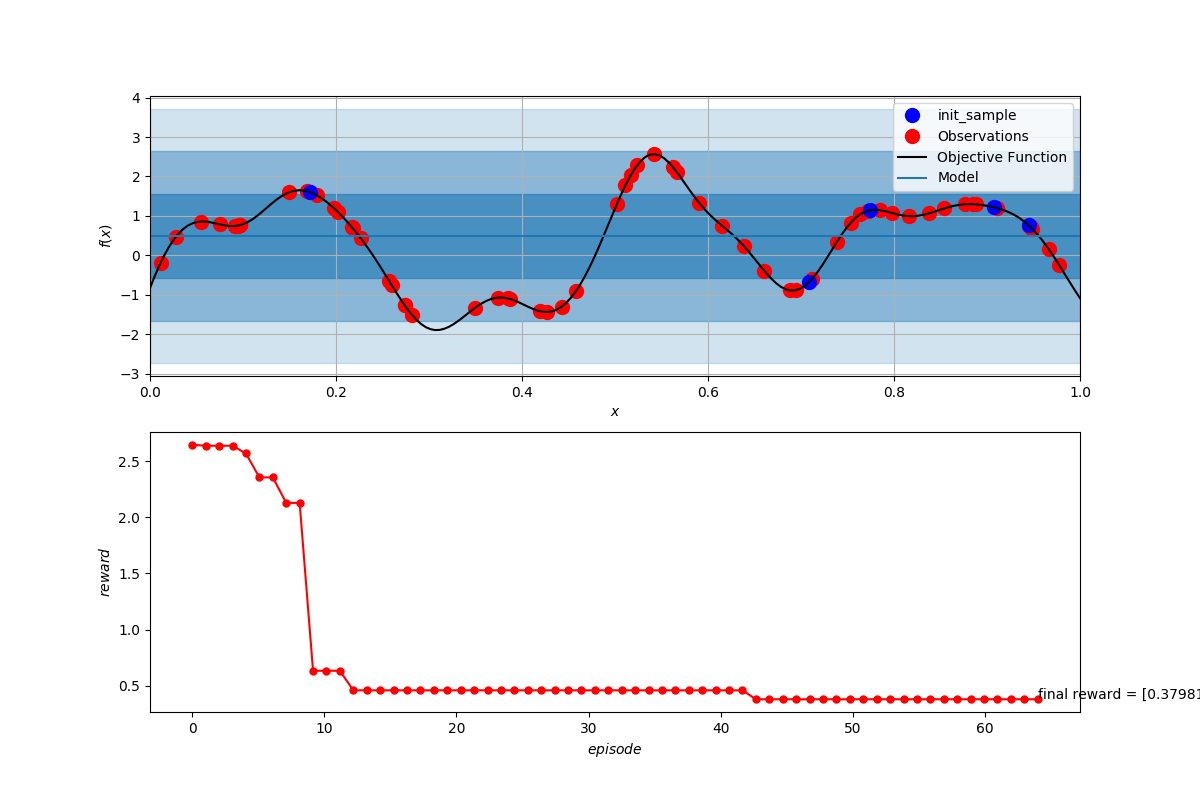 4
3
2
1
0
−1
−2
−3
f(x)
init_sample
Observations
Objective Function
Model
0.0 0.2 0.4 0.6 0.8 1.0
x
2.5
2.0
1.5
1.0
0.5
reward
final reward = [0.37981
0 10 20 30 40 50 60
episode